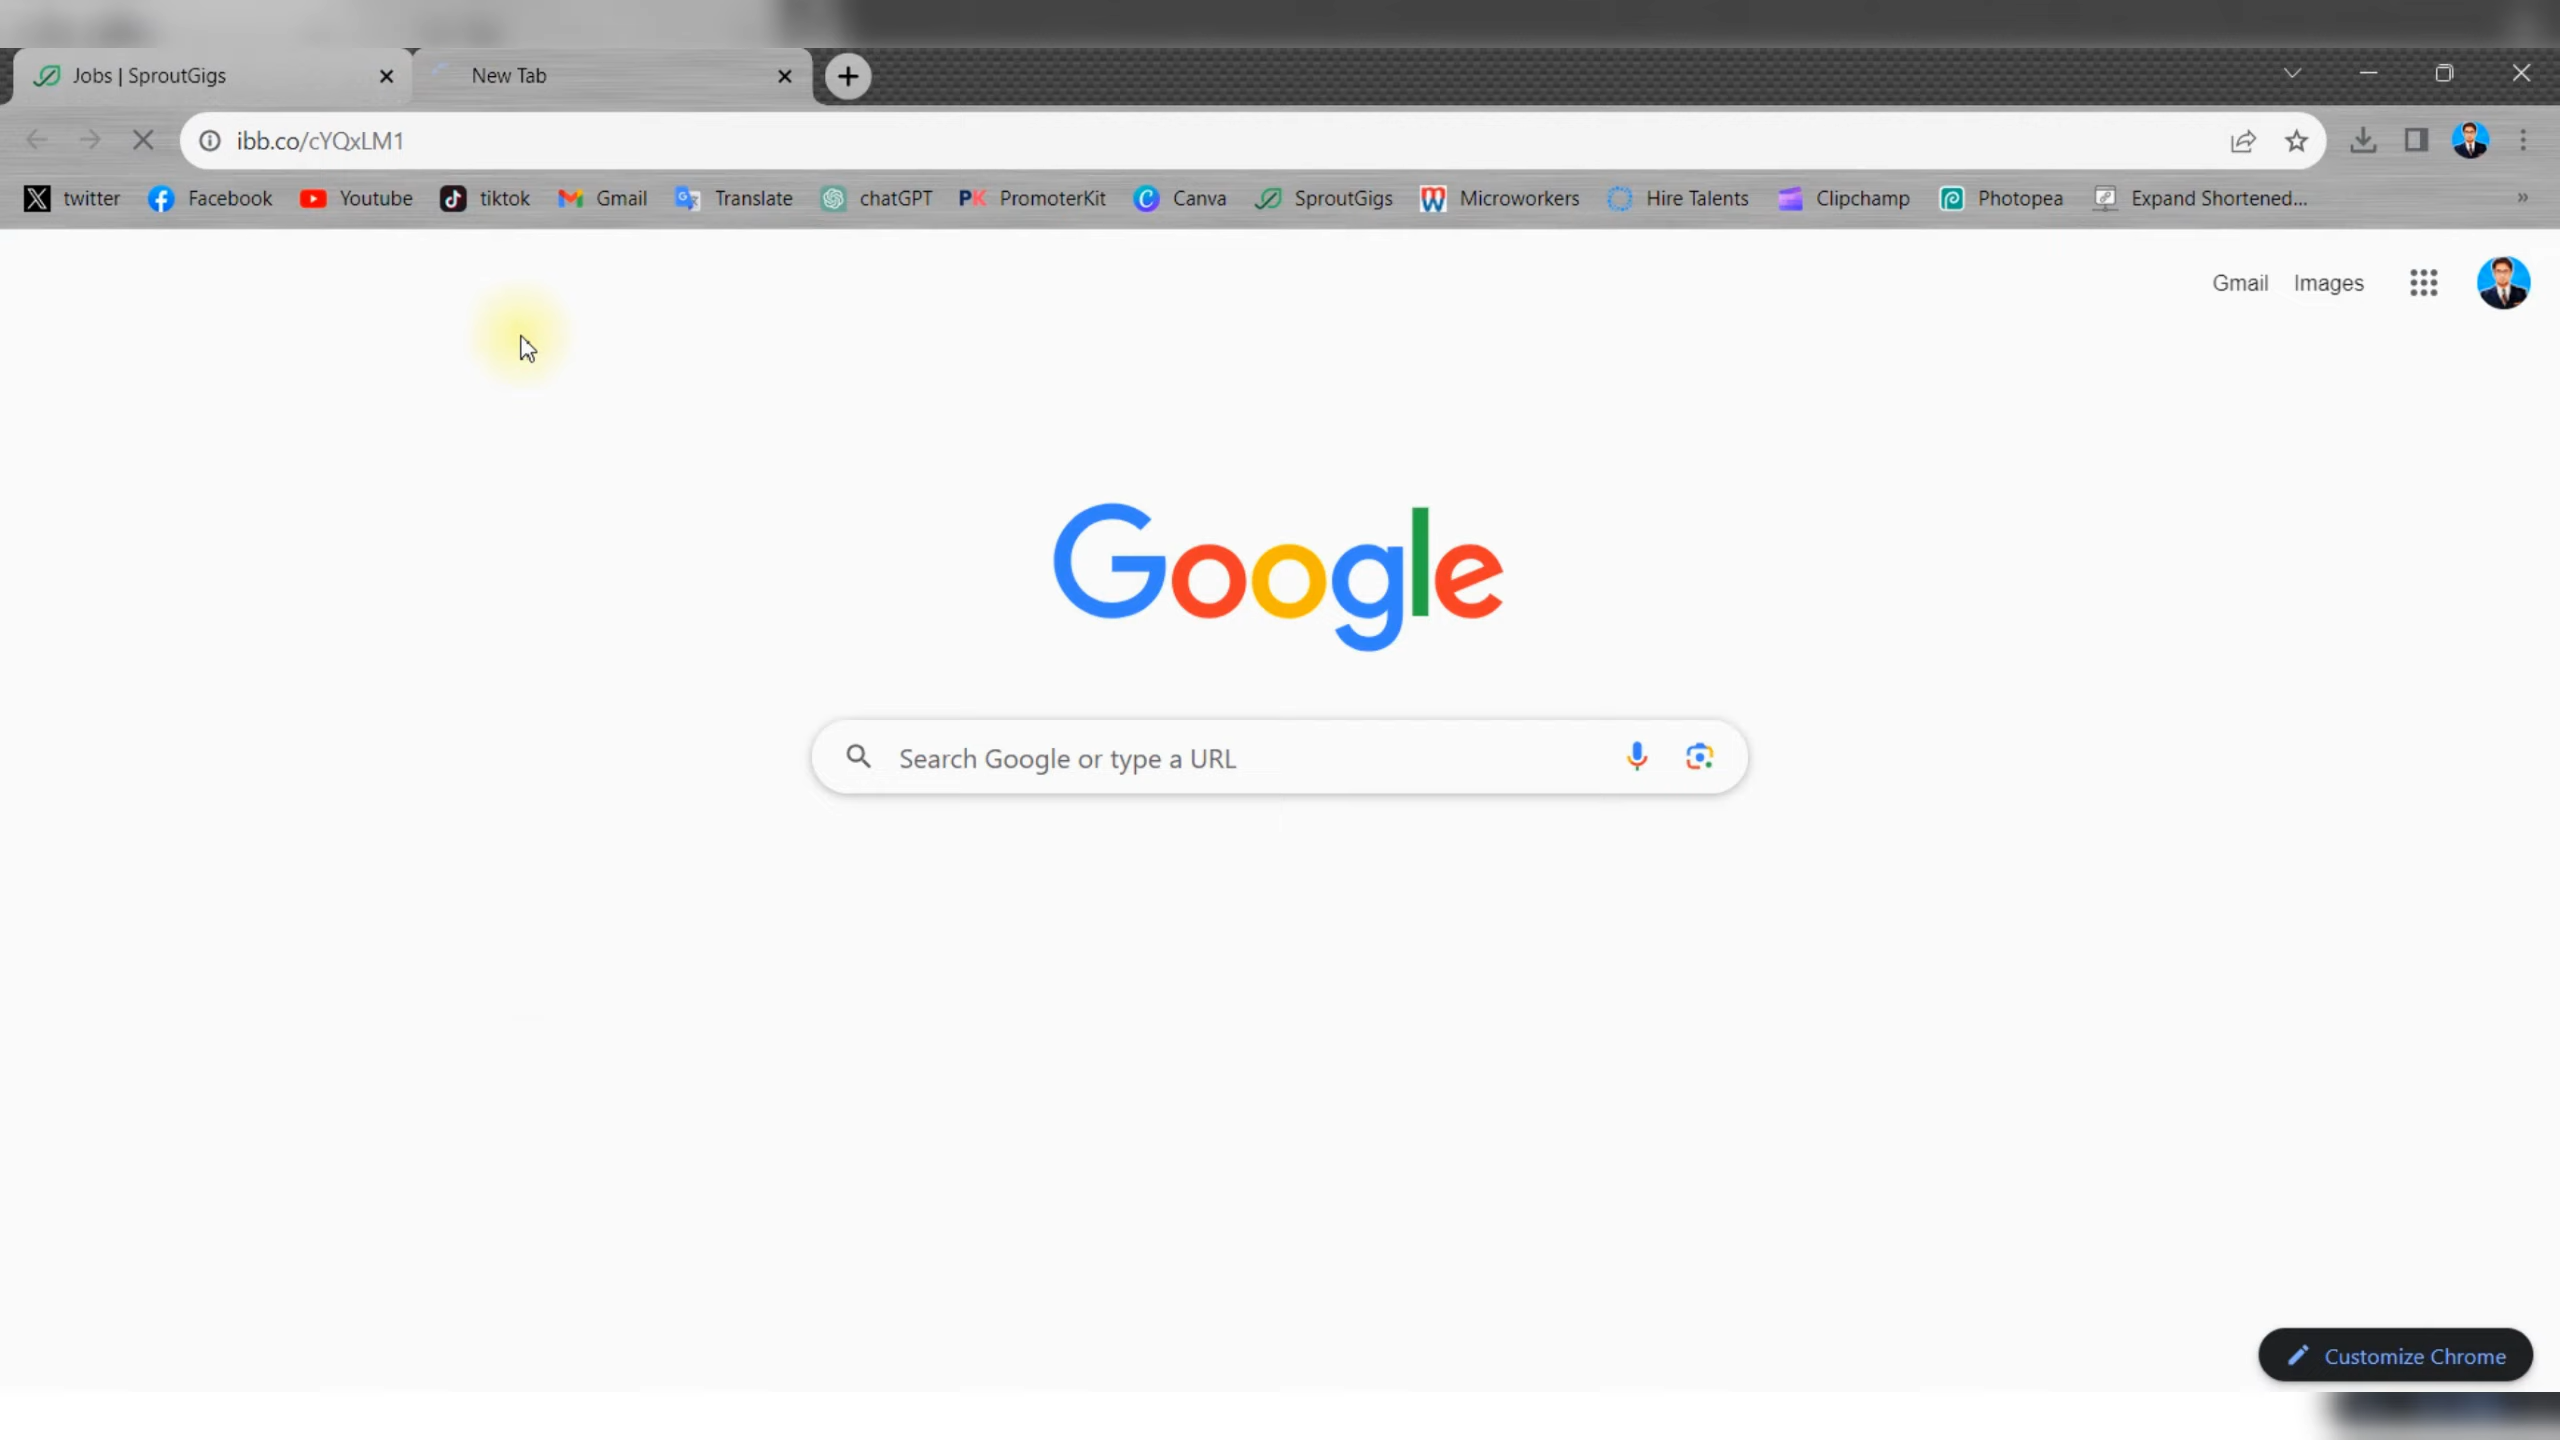 Jobs | SproutGigs
New Tab
ibb.co/cYQxLM1
twitter Facebook Youtube tiktok Gmail Translate chatGPT PK PromoterKit Canva SproutGigs Microworkers Hire Talents Clipchamp Photopea Expand Shortened... »
Gmail Images
Google
Search Google or type a URL
Customize Chrome